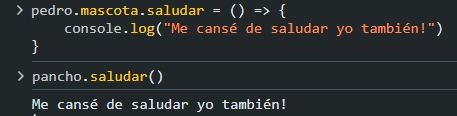 > pedro.mascota.saludar = () => {
console.log("Me cansé de saludar yo también!")
}
> pancho.saludar()
Me cansé de saludar yo también!